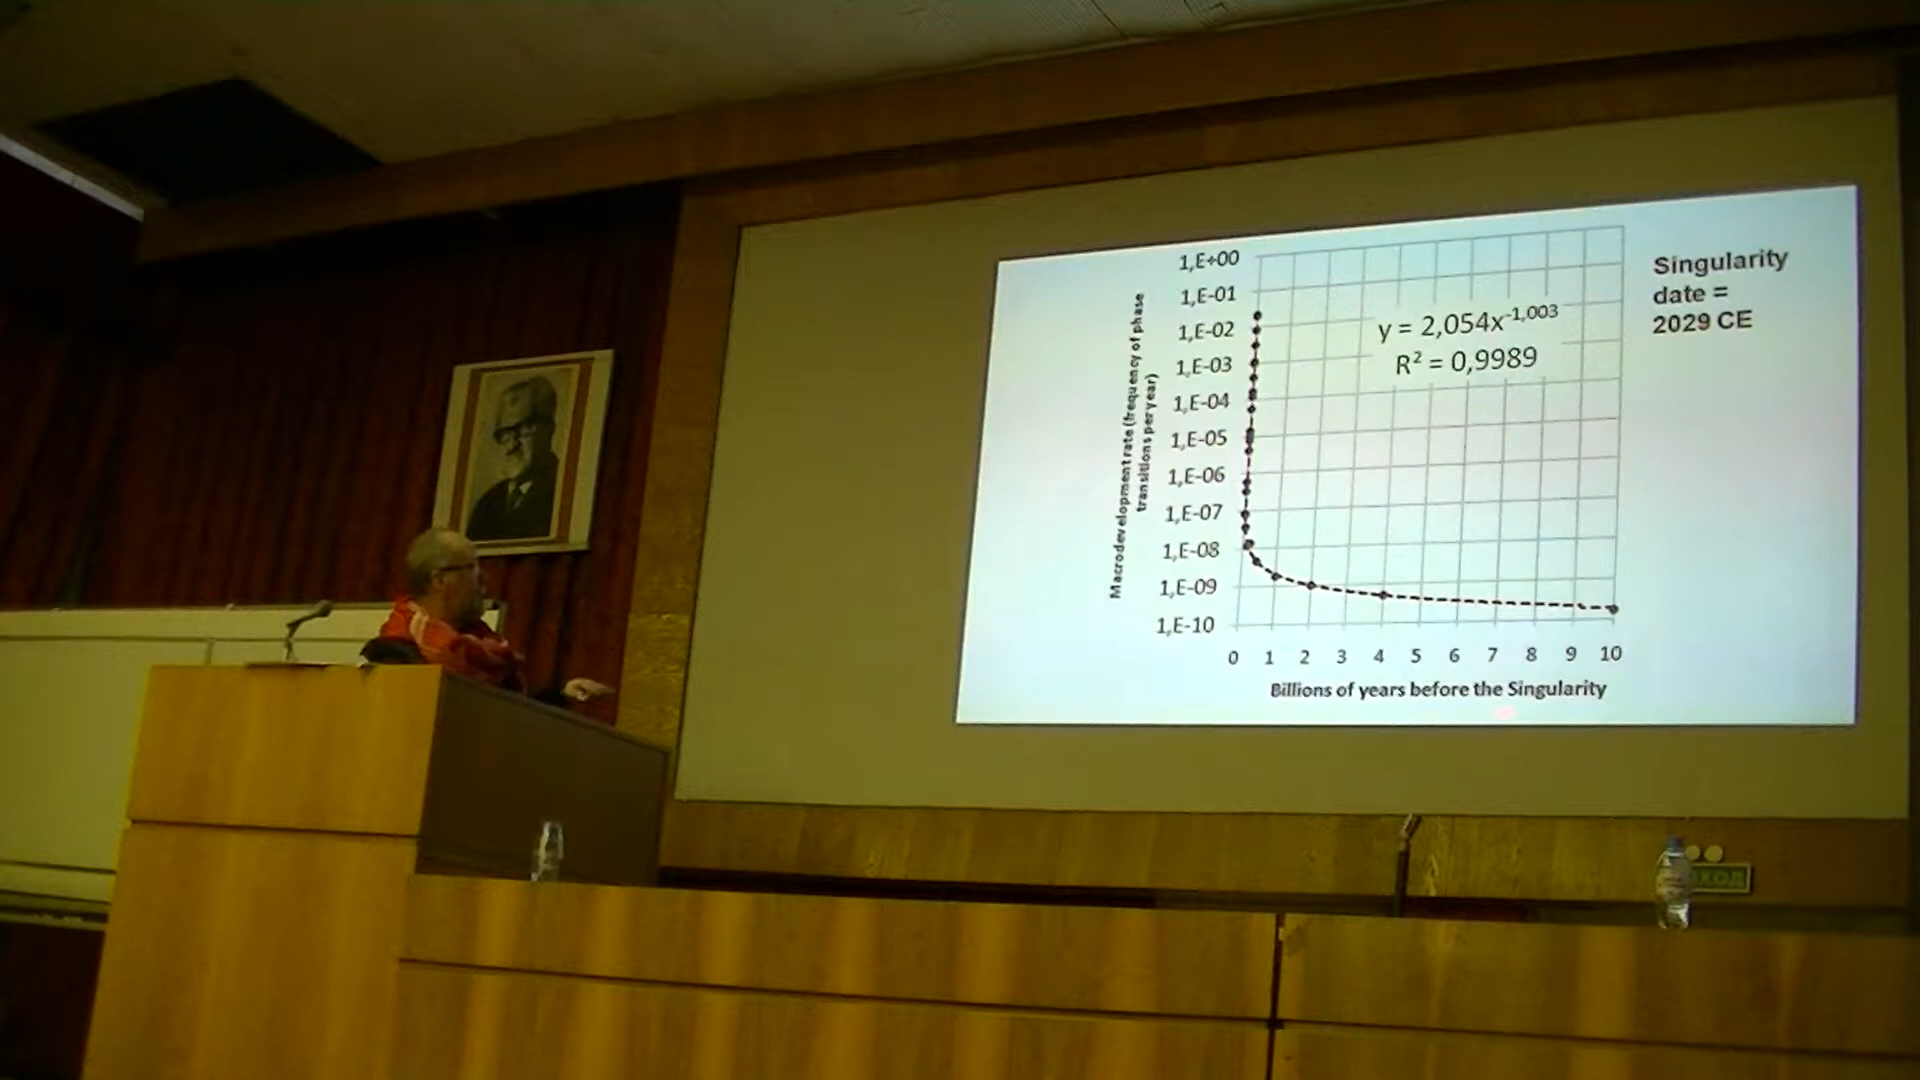 1,E+00
1,E-01
1,E-02
1,E-03
1,E-04
1,E-05
1,E-06
1,E-07
1,E-08
1,E-09
1,E-10
Macrodevelopment rate (frequency of phase
transitions per year)
y = 2,054x^-1,003
R² = 0,9989
Singularity
date =
2029 CE
0 1 2 3 4 5 6 7 8 9 10
Billions of years before the Singularity
ХОД